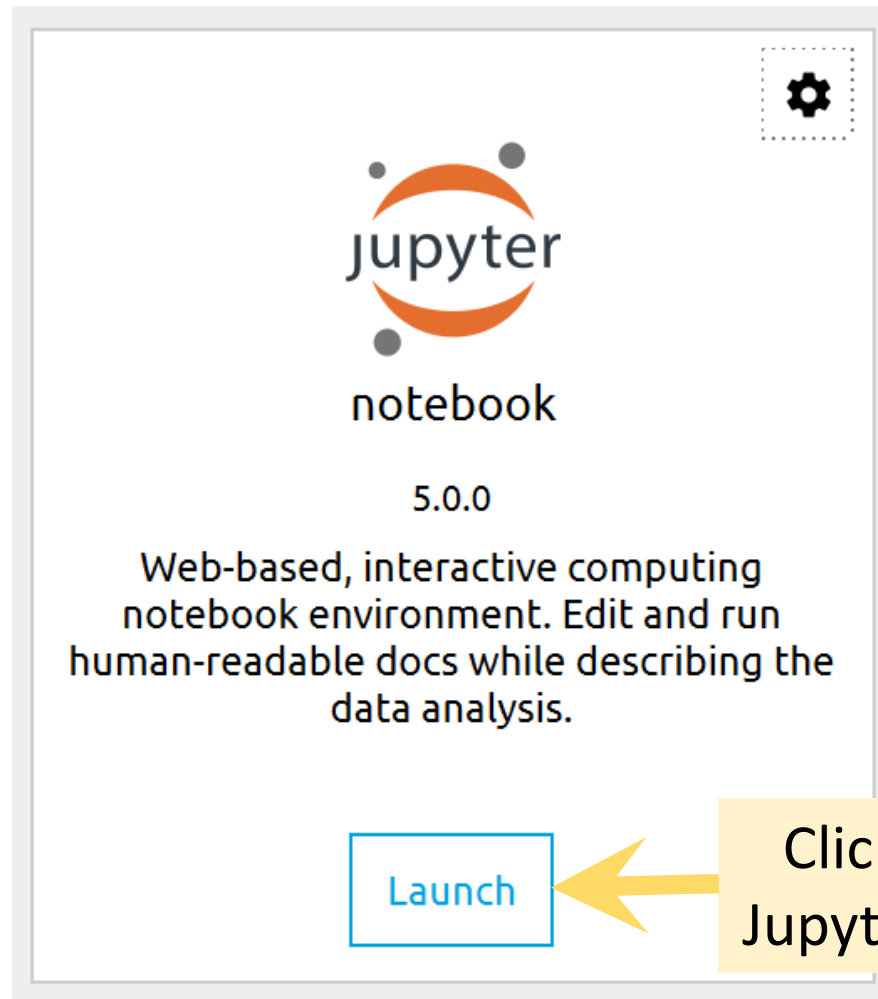 jupyter
notebook
5.0.0
Web-based, interactive computing
notebook environment. Edit and run
human-readable docs while describing the
data analysis.
Launch